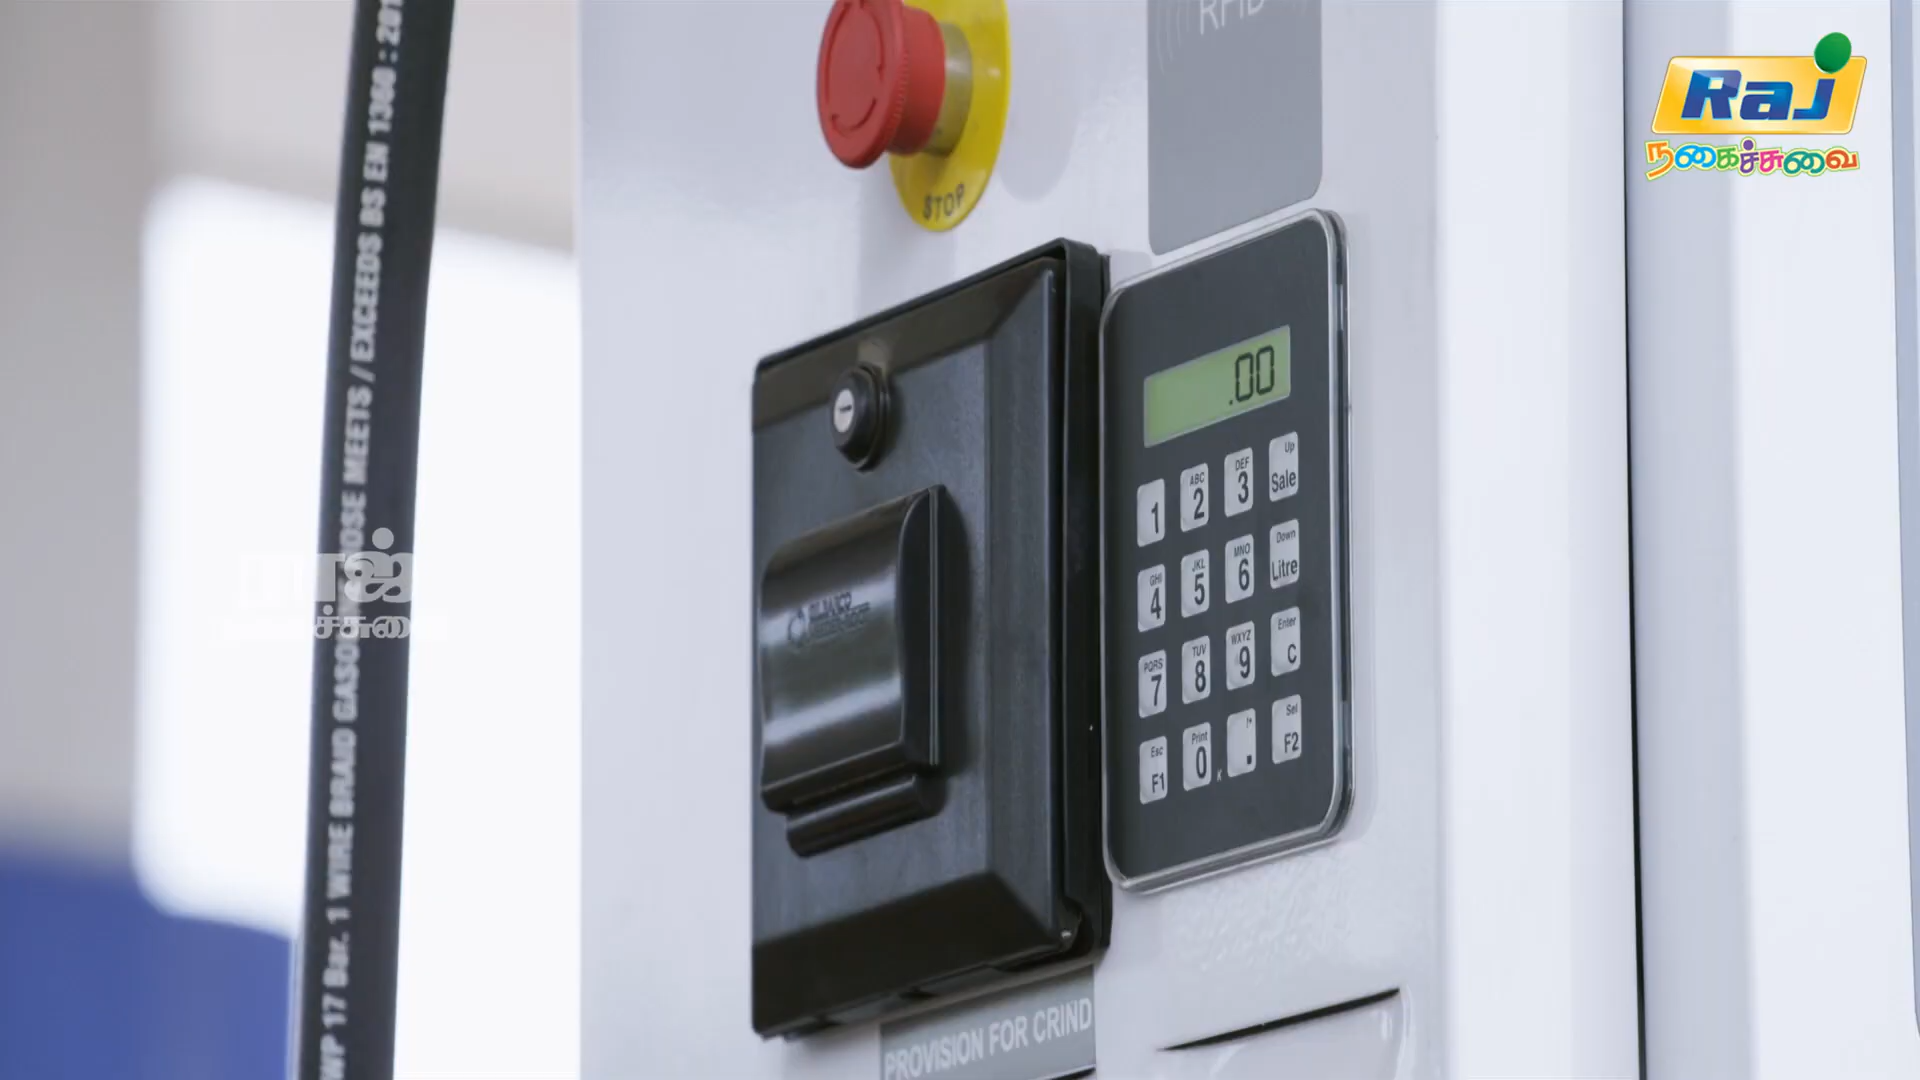 WP 17 Bar. 1 WIRE BRAID GASO OSE MEETS / EXCEEDS BS EN 1360 : 201
STOP
RFID
Raj
நகைச்சுவை
ராஜ்
.00
1
ABC 2
DEF 3
Up Sale
GHI 4
JKL 5
MNO 6
Down Litre
PQRS 7
TUV 8
WXYZ 9
Enter C
Esc F1
Print 0
K
.
Sel F2
PROVISION FOR CRIND